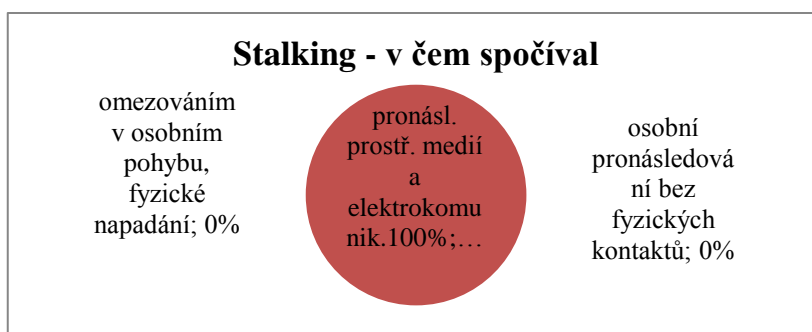 Stalking - v čem spočíval
omezováním
v osobním
pohybu,
fyzické
napadání; 0%
pronásl.
prostř. medií
a
elektrokomu
nik.100%;…
osobní
pronásledová
ní bez
fyzických
kontaktů; 0%